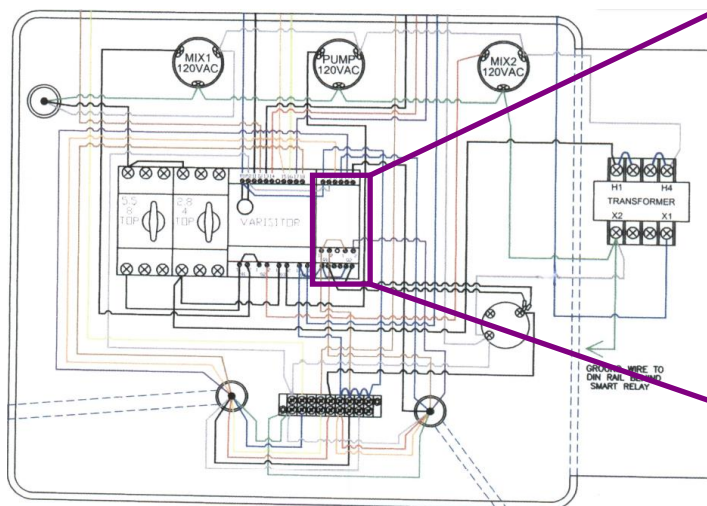 MIX1
120VAC
PUMP
120VAC
MIX2
120VAC
5.5
8
TOP
2.8
4
TOP
VARISITOR
H1
H4
TRANSFORMER
X2
X1
GROUND WIRE TO
DIN RAIL BEHIND
SMART RELAY